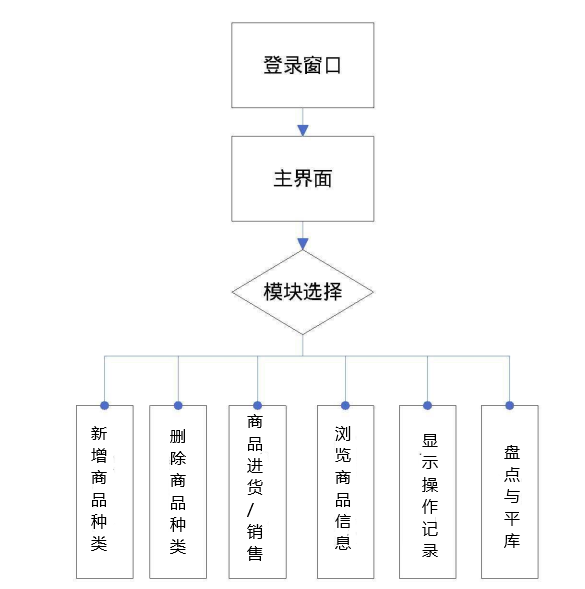 登录窗口
主界面
模块选择
新增商品种类
删除商品种类
商品进货/销售
浏览商品信息
显示操作记录
盘点与平库